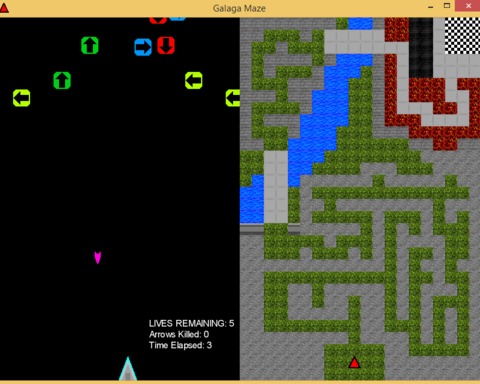 Galaga Maze
LIVES REMAINING: 5
Arrows Killed: 0
Time Elapsed: 3